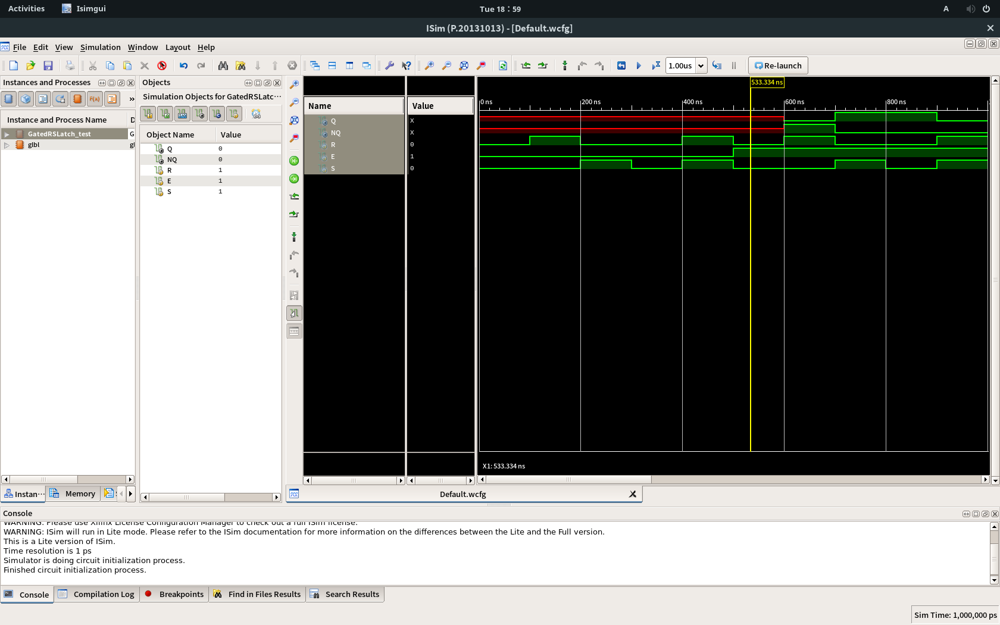 Activities Isimgui Tue 18:59 A
ISim (P.20131013) - [Default.wcfg]
File Edit View Simulation Window Layout Help
1.00us Re-launch
Instances and Processes
Instance and Process Name D
GatedRSLatch_test G
glbl gl
Instan···
Memory
Objects
Simulation Objects for GatedRSLatc···
Object Name Value
Q 0
NQ 0
R 1
E 1
S 1
Name Value
Q X
NQ X
R 0
E 1
S 0
533.334 ns
0 ns 200 ns 400 ns 600 ns 800 ns
X1: 533.334 ns
Default.wcfg
Console
WARNING: Please use Xilinx License Configuration Manager to check out a full ISim license.
WARNING: ISim will run in Lite mode. Please refer to the ISim documentation for more information on the differences between the Lite and the Full version.
This is a Lite version of ISim.
Time resolution is 1 ps
Simulator is doing circuit initialization process.
Finished circuit initialization process.
Console Compilation Log Breakpoints Find in Files Results Search Results
Sim Time: 1,000,000 ps